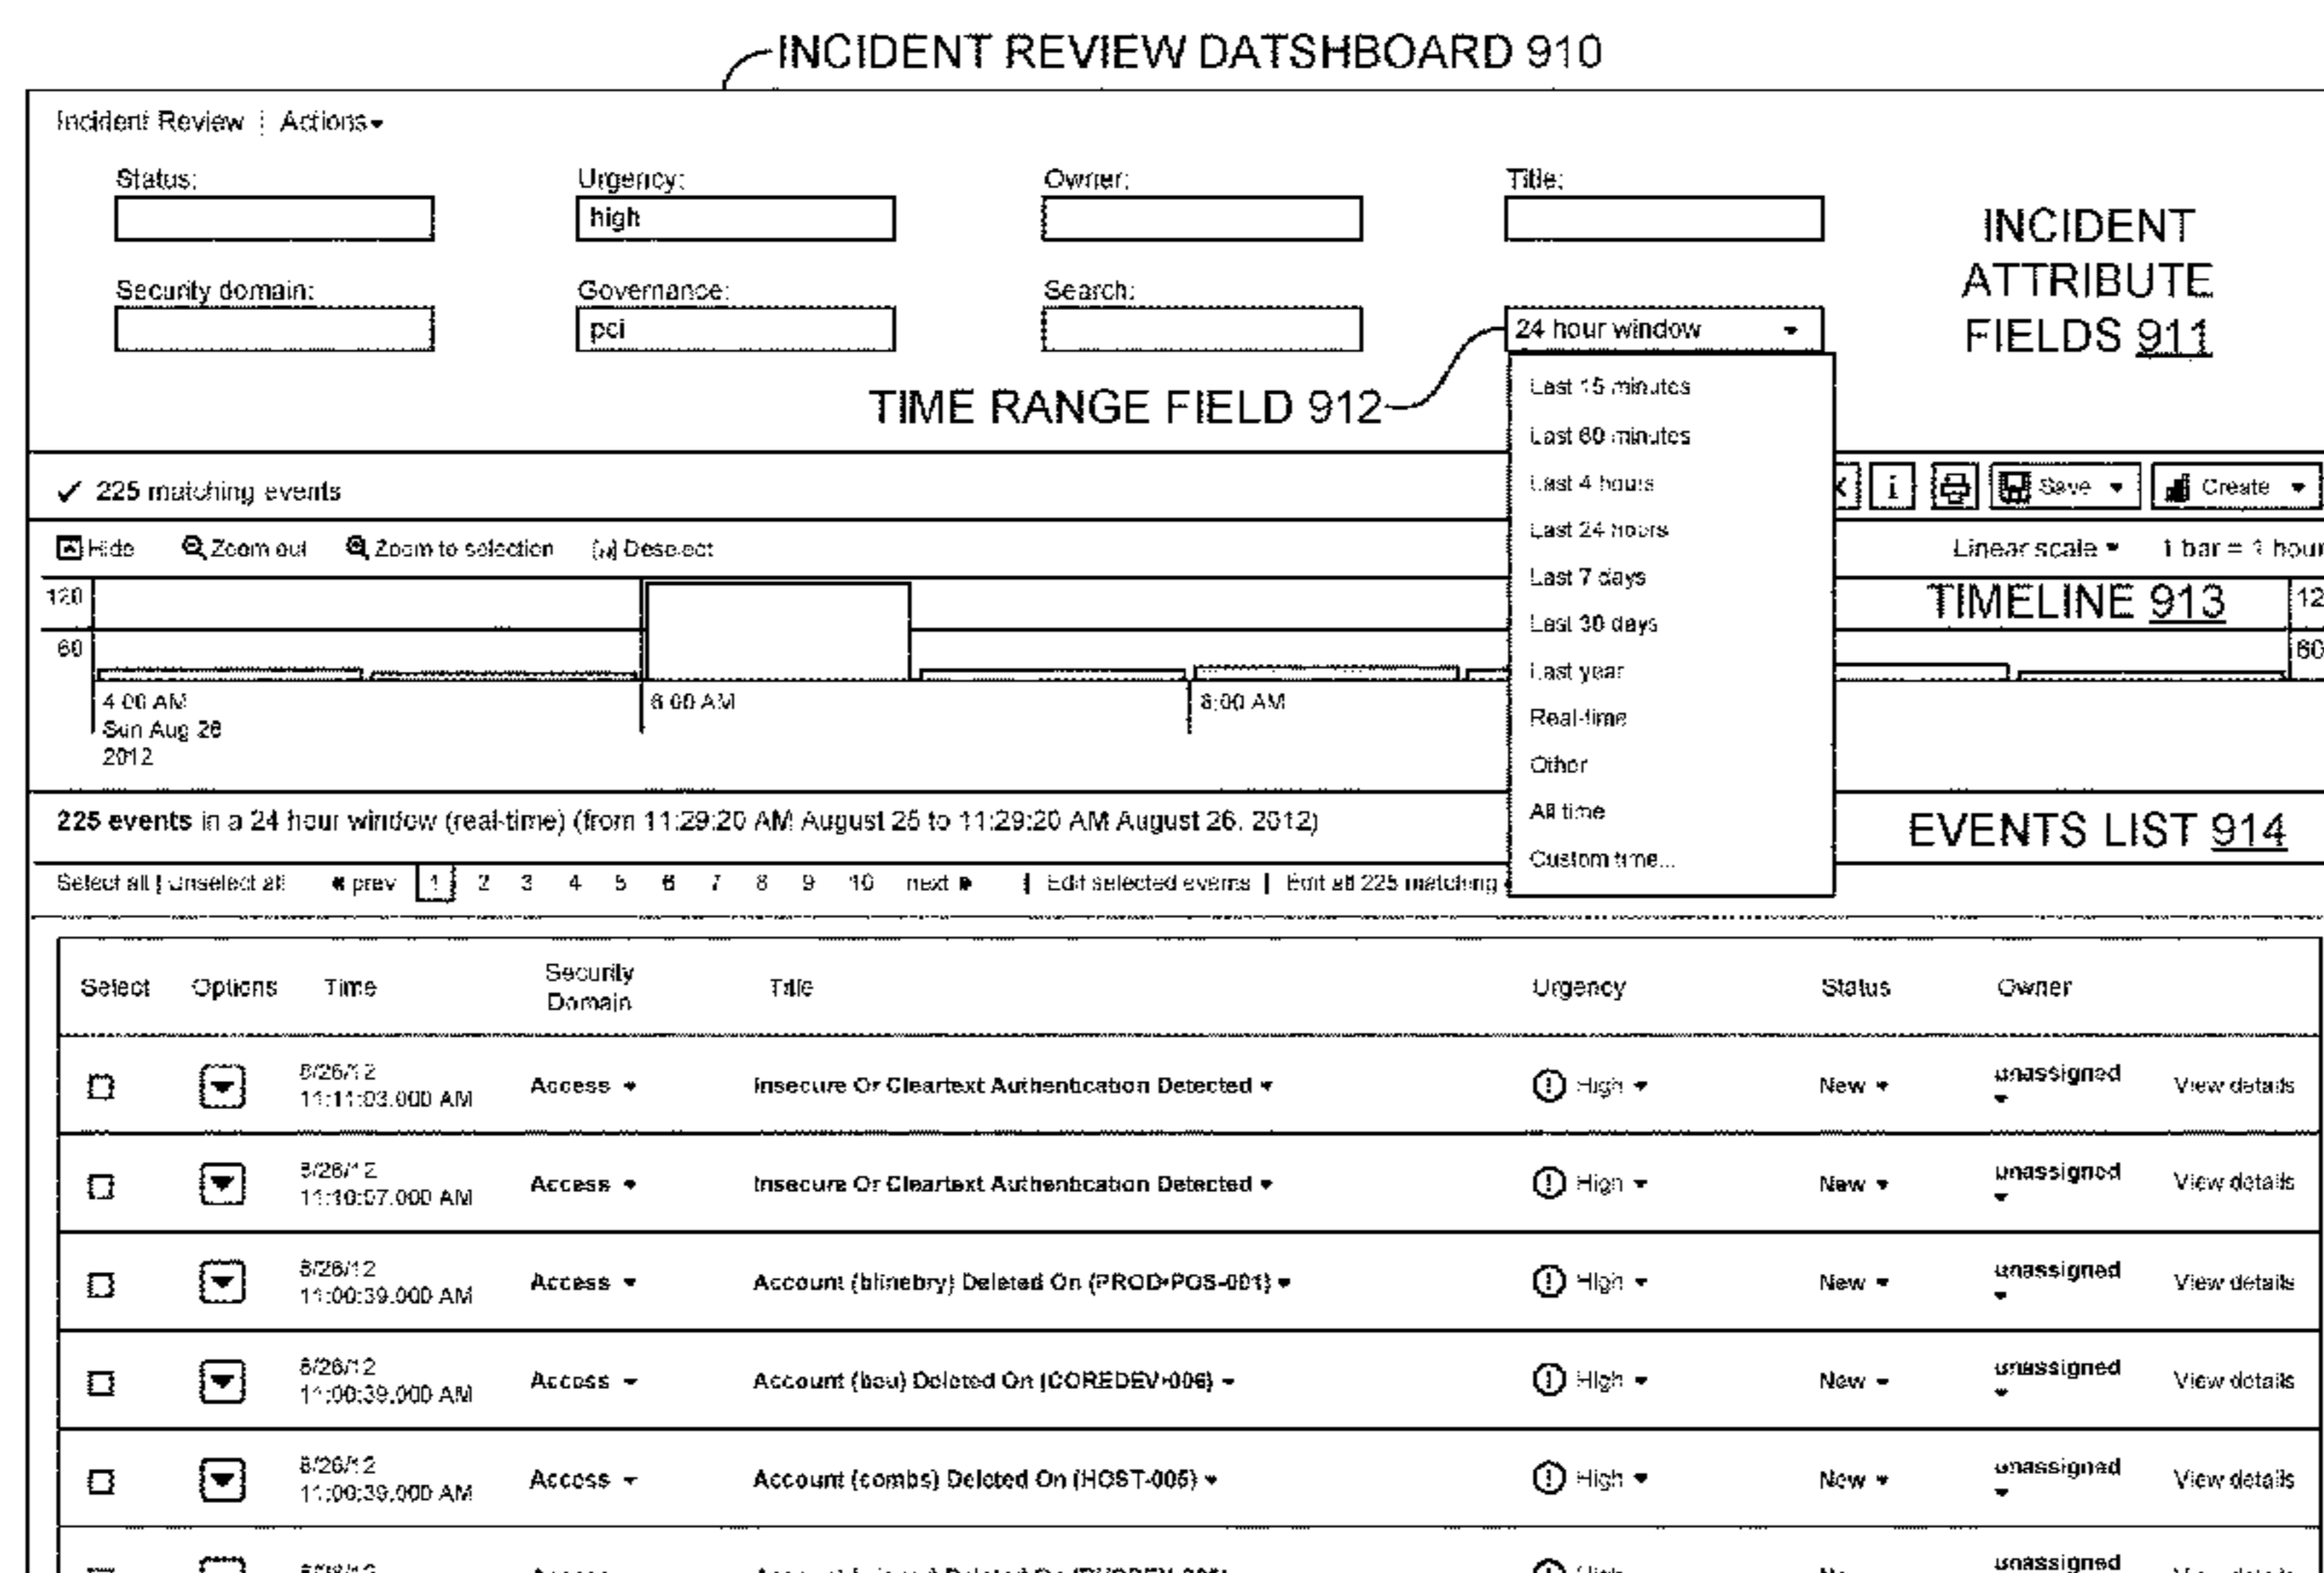 INCIDENT REVIEW DATSHBOARD 910
Incident Review | Actions
Status:
Urgency:
Owner:
Title:
high
INCIDENT
ATTRIBUTE
FIELDS 911
Security domain:
Governance:
Search:
pci
24 hour window
TIME RANGE FIELD 912
Last 15 minutes
Last 60 minutes
Last 4 hours
Last 24 hours
Last 7 days
Last 30 days
Last year
Real-time
Other
All time
Custom time...
225 matching events
i
Save
Create
Hide
Zoom out
Zoom to selection
Deselect
Linear scale
1 bar = 1 hour
120
60
TIMELINE 913
12
60
4:00 AM
Sun Aug 26
2012
6:00 AM
8:00 AM
225 events in a 24 hour window (real-time) (from 11:29:20 AM August 25 to 11:29:20 AM August 26, 2012)
EVENTS LIST 914
Select all | Unselect all
« prev 1 2 3 4 5 6 7 8 9 10 next »
| Edit selected events | Edit all 225 matching
Select Options Time Security Domain Title Urgency Status Owner
8/26/12
11:11:03.000 AM
Access
Insecure Or Cleartext Authentication Detected
High
New
unassigned
View details
8/26/12
11:10:57.000 AM
Access
Insecure Or Cleartext Authentication Detected
High
New
unassigned
View details
8/26/12
11:00:39.000 AM
Access
Account (blinebry) Deleted On (PROD-POS-001)
High
New
unassigned
View details
8/26/12
11:00:39.000 AM
Access
Account Deleted On (COREDEV-006)
High
New
unassigned
View details
8/26/12
11:00:39.000 AM
Access
Account (combs) Deleted On (HOST-005)
High
New
unassigned
View details
unassigned